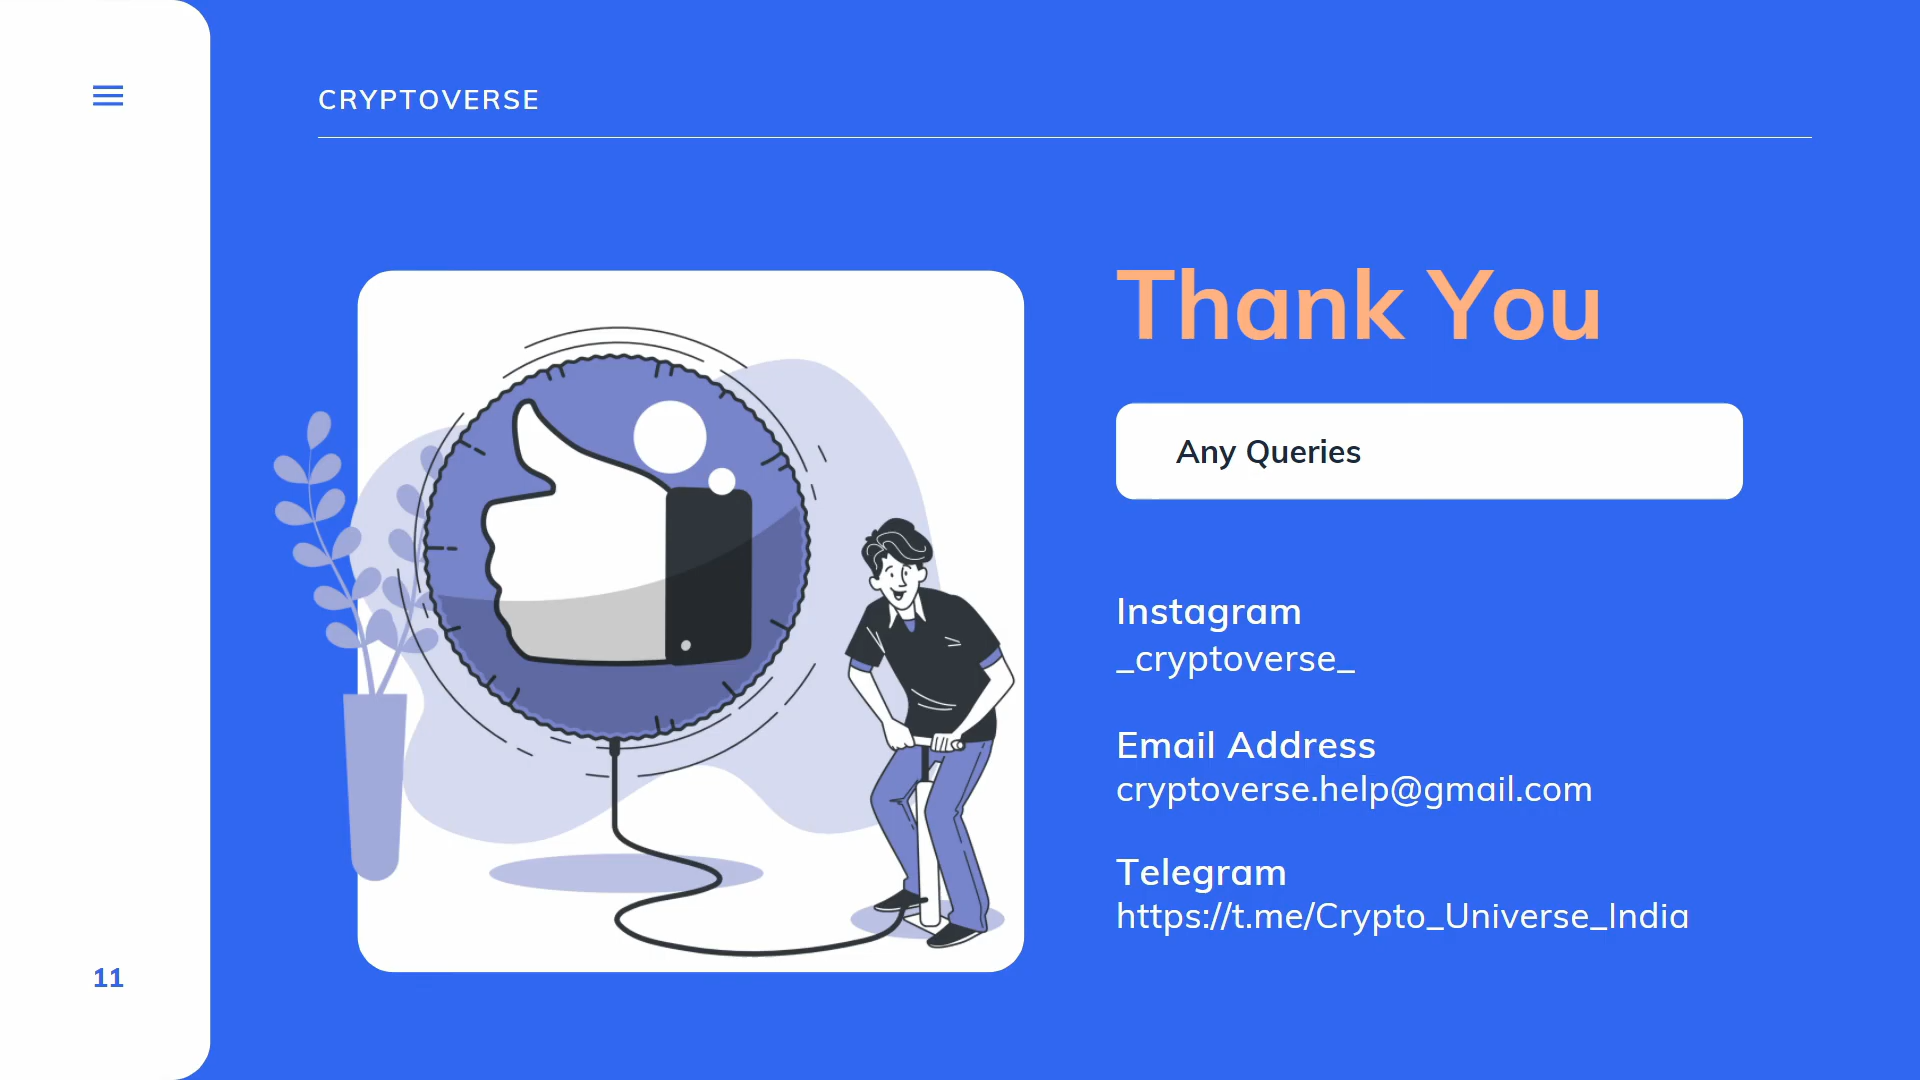 CRYPTOVERSE
Thank You
Any Queries
Instagram
_cryptoverse_
Email Address
cryptoverse.help@gmail.com
Telegram
https://t.me/Crypto_Universe_India
11